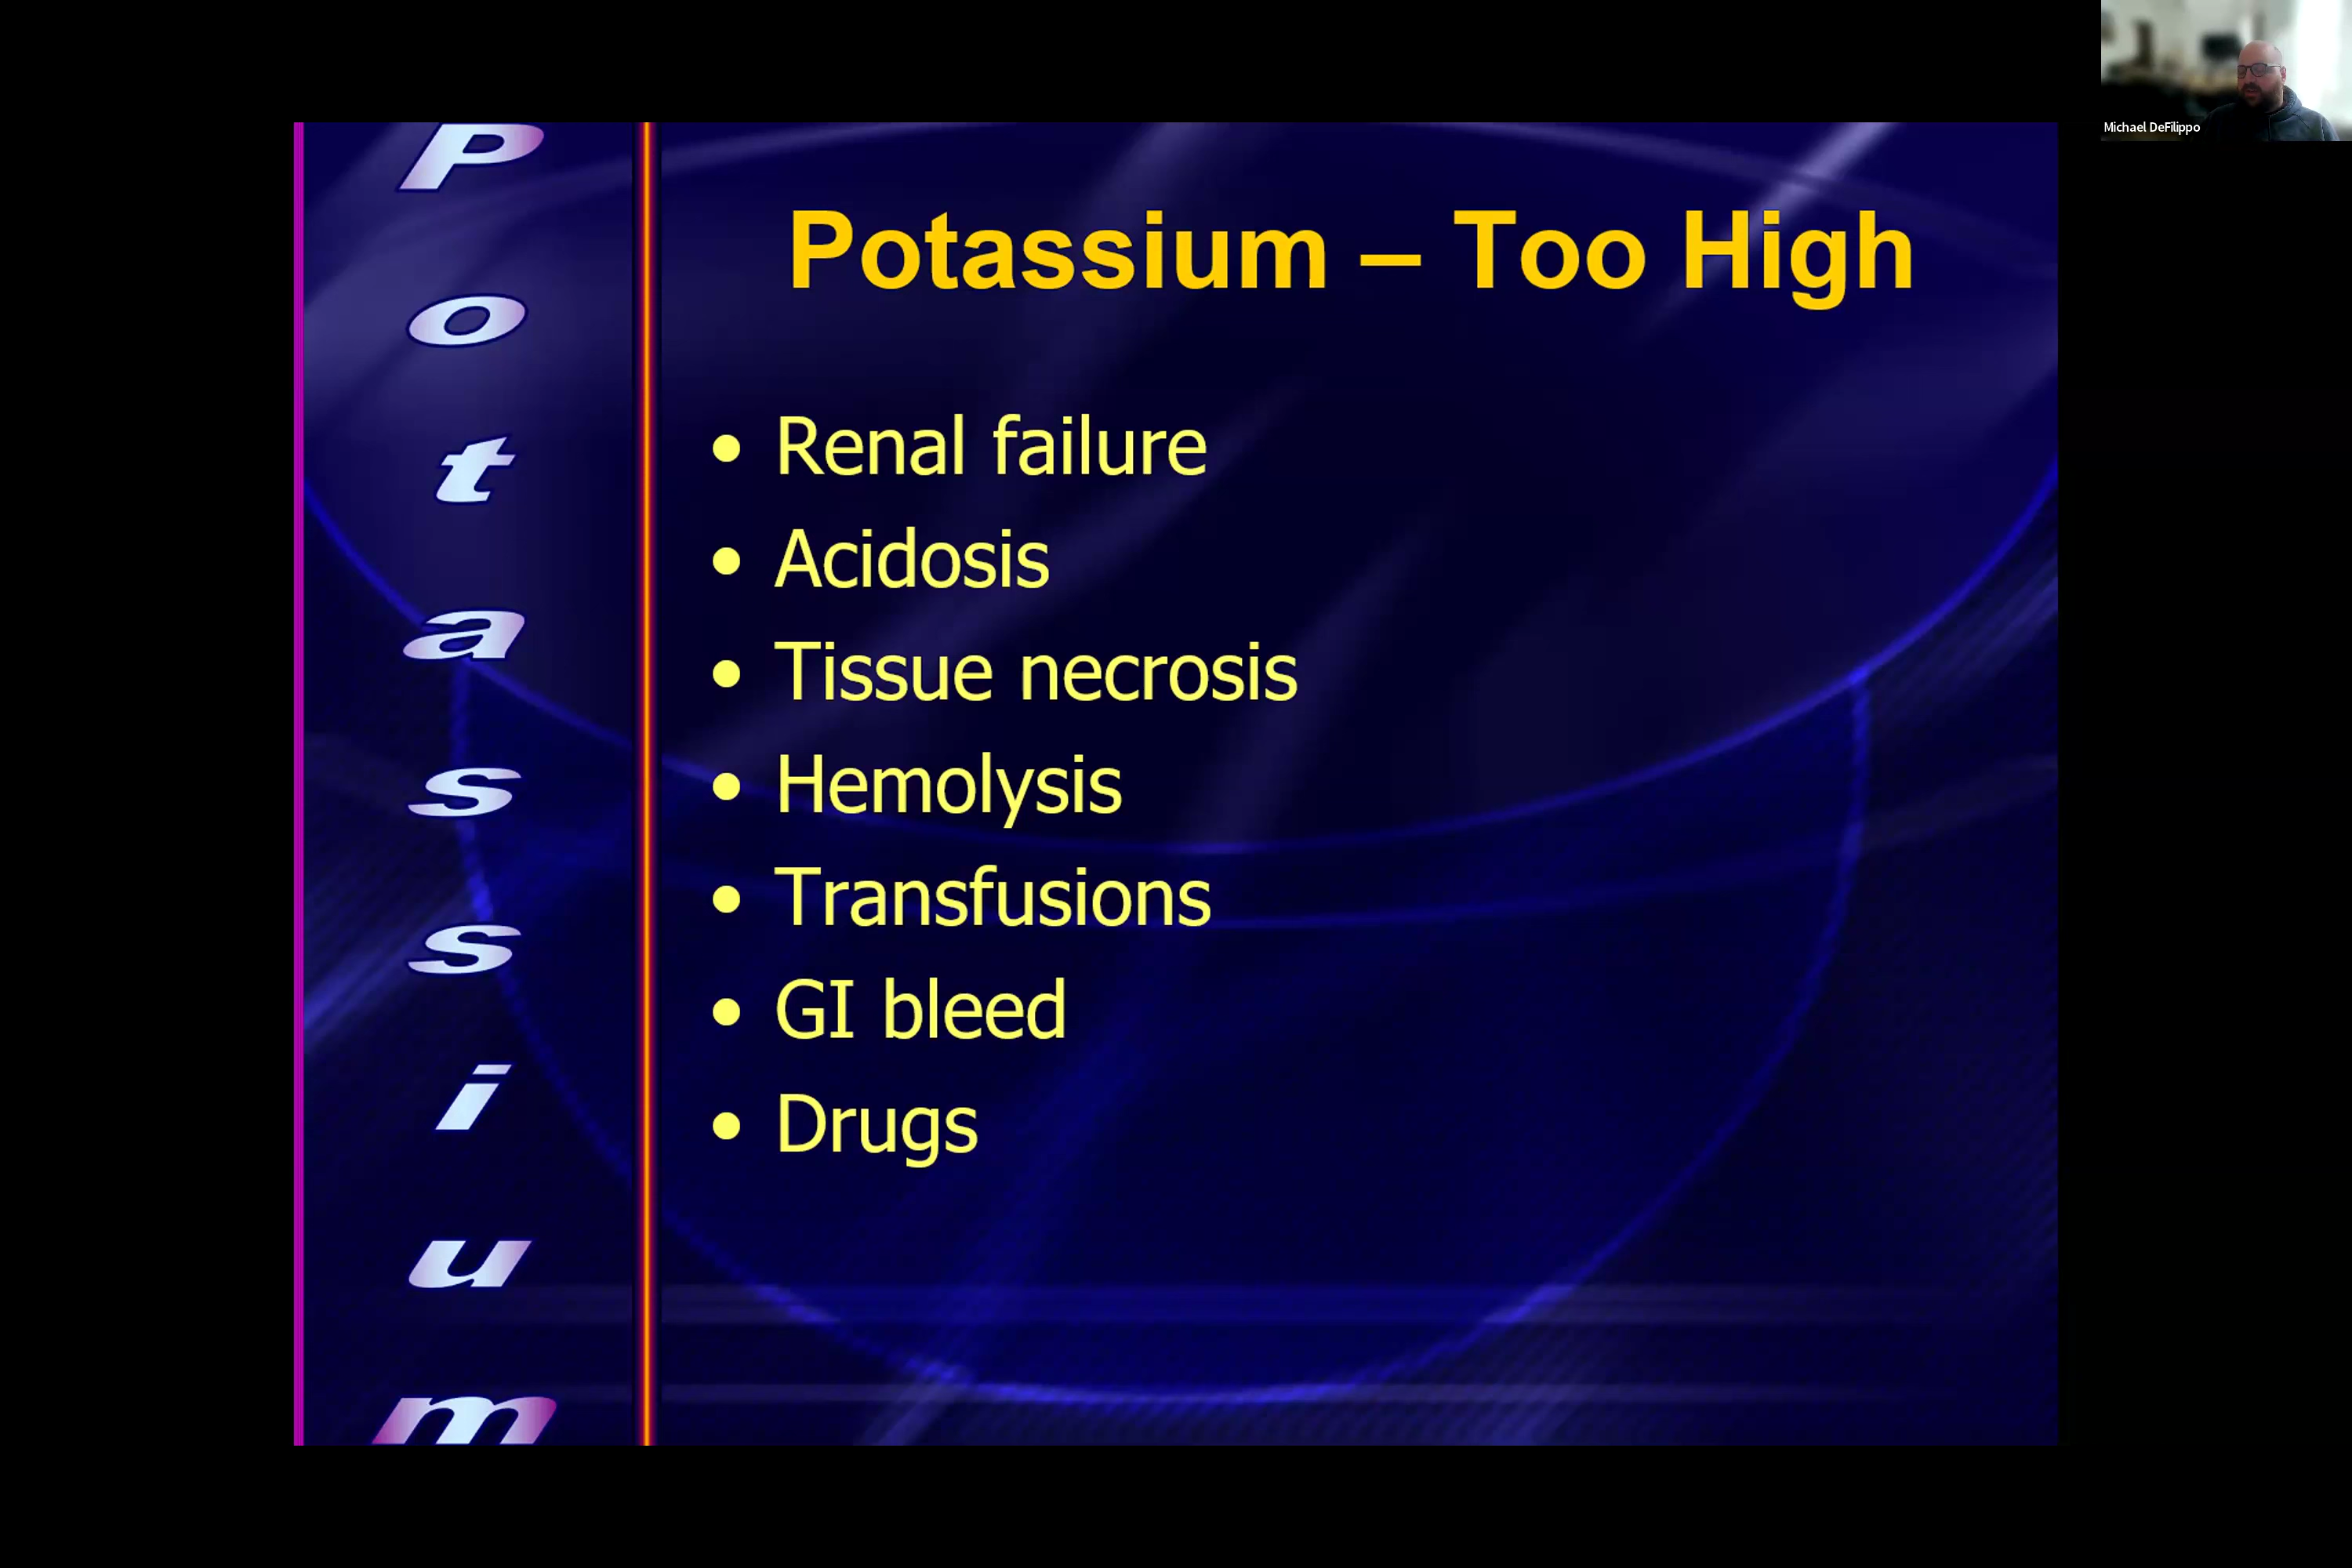 Potassium
Potassium – Too High
• Renal failure
• Acidosis
• Tissue necrosis
• Hemolysis
• Transfusions
• GI bleed
• Drugs
Michael DeFilippo